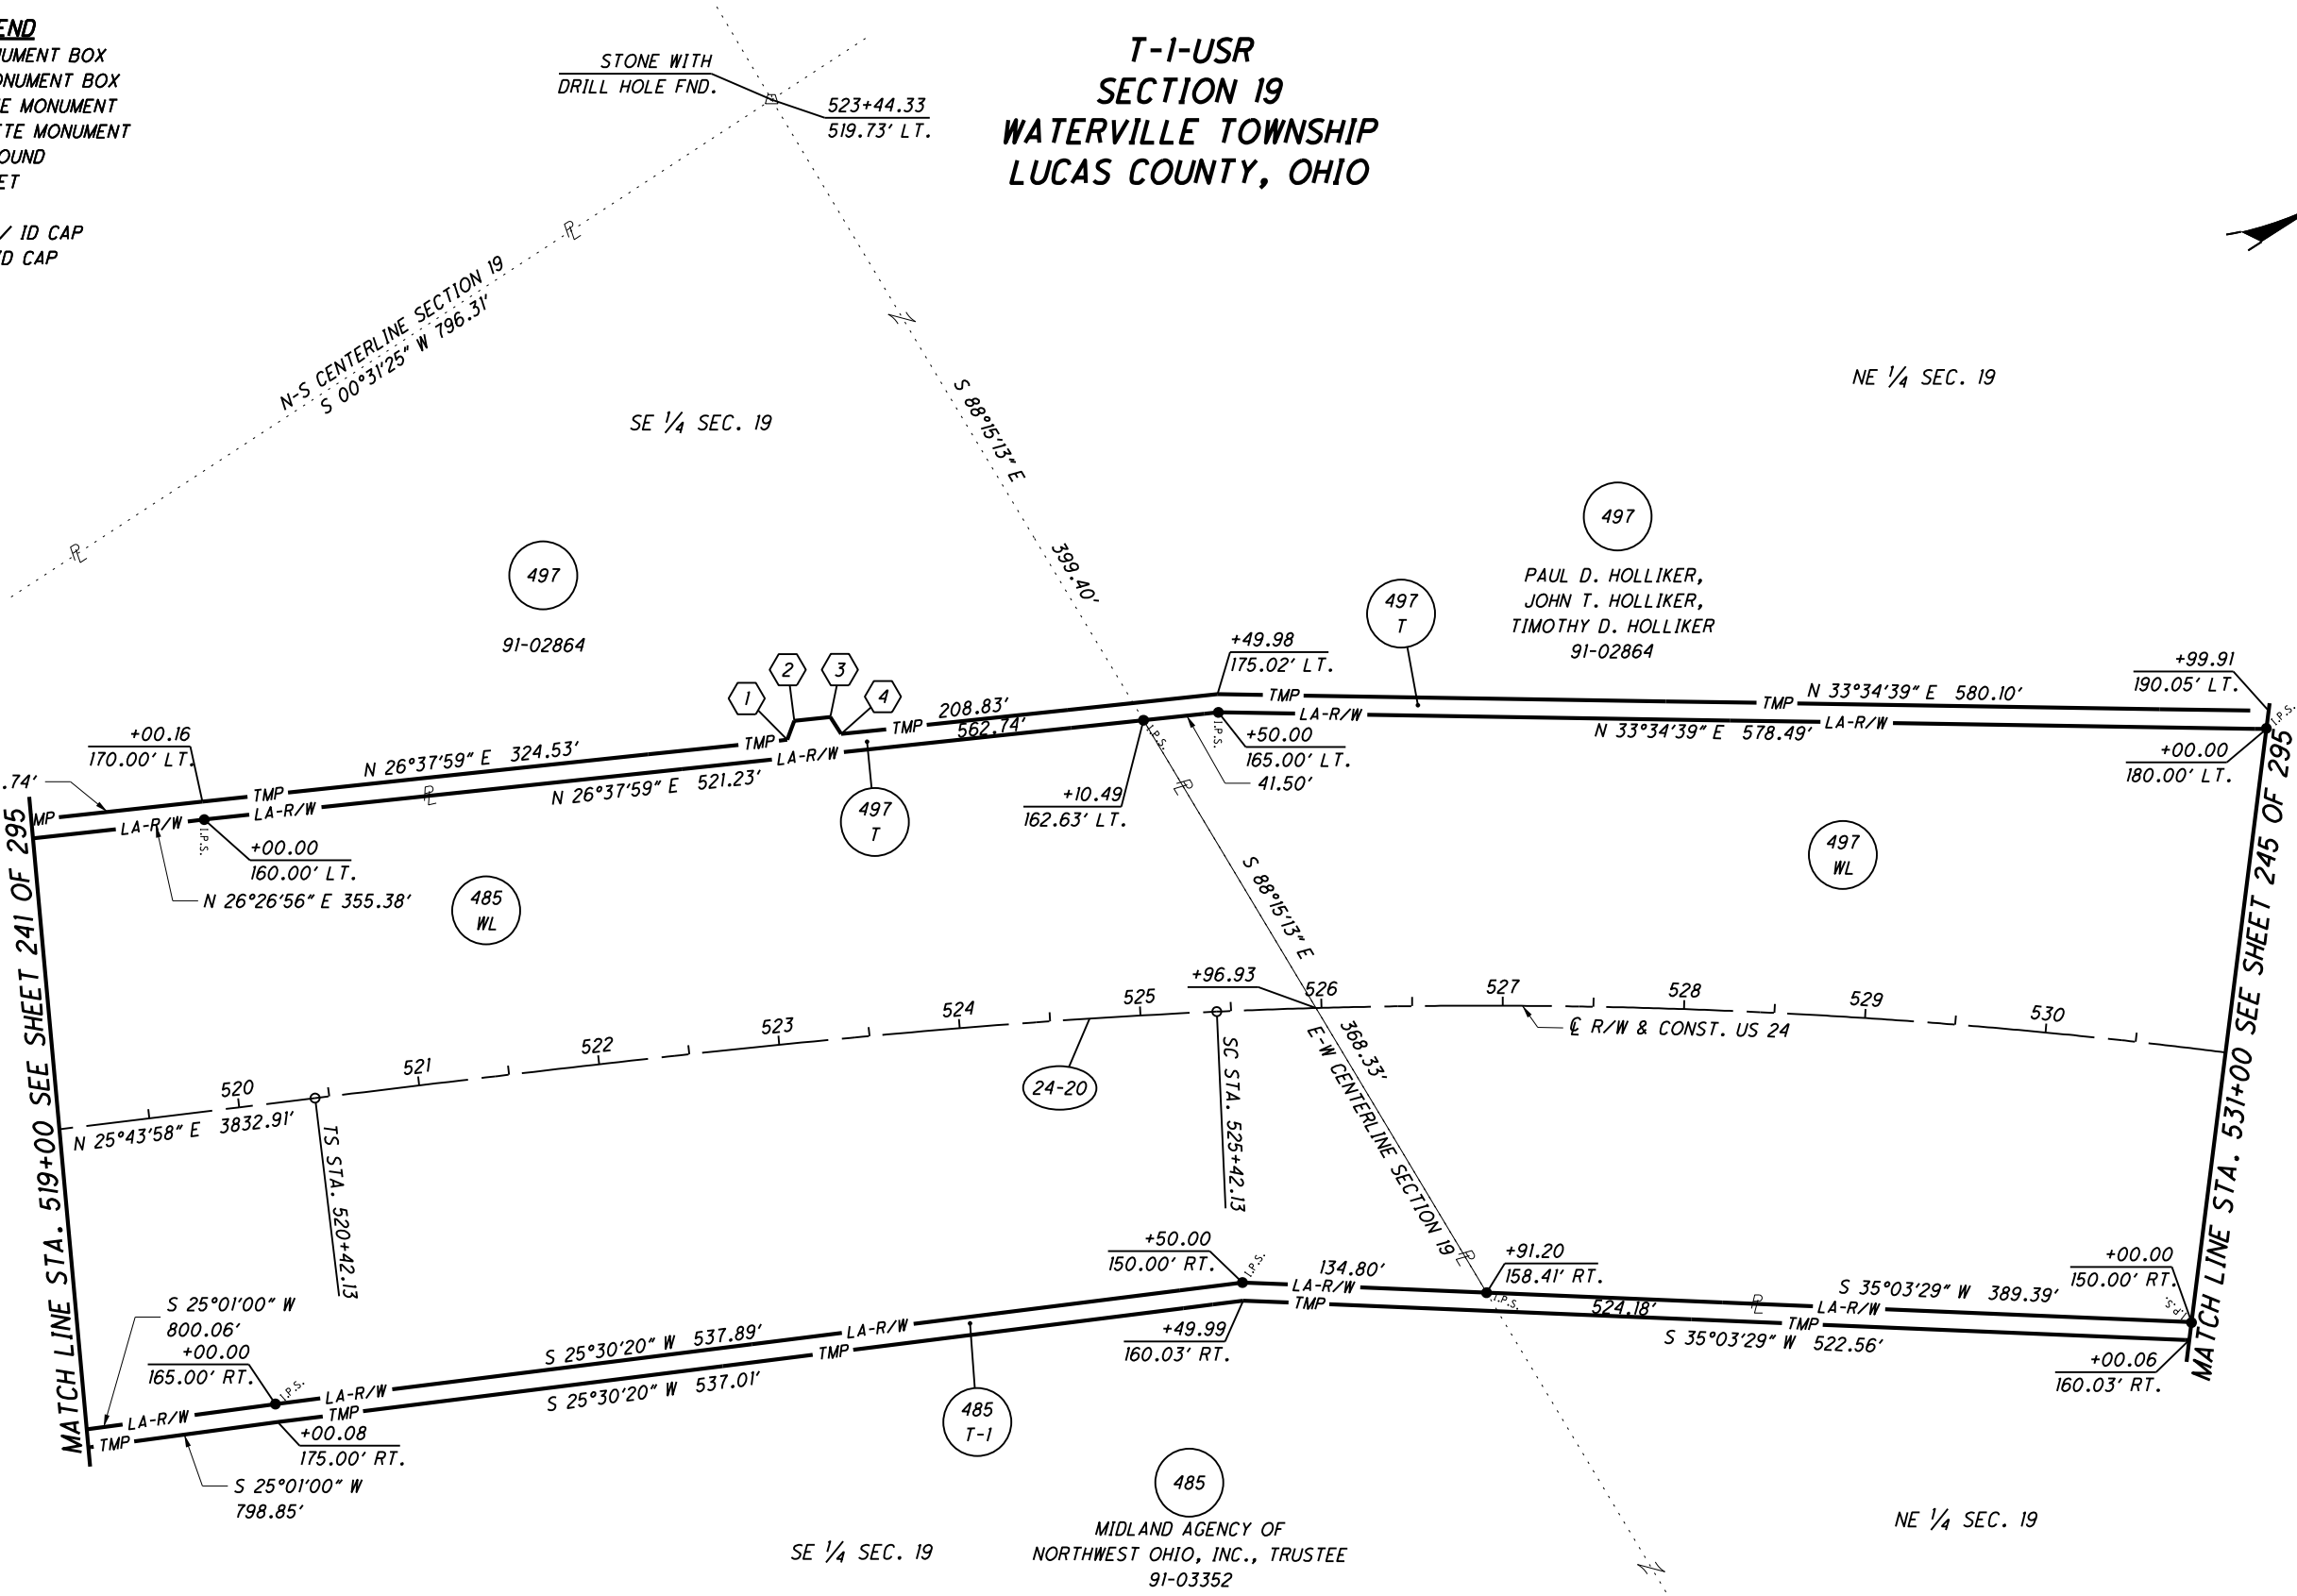 END
NUMENT BOX
ONUMENT BOX
E MONUMENT
TE MONUMENT
OUND
ET
/ ID CAP
D CAP
T-1-USR
SECTION 19
WATERVILLE TOWNSHIP
LUCAS COUNTY, OHIO
STONE WITH
DRILL HOLE FND.
523+44.33
519.73' LT.
N-S CENTERLINE SECTION 19
S 00°31'25" W 796.31'
SE 1/4 SEC. 19
S 88°15'13" E
399.40'
NE 1/4 SEC. 19
497
91-02864
497
PAUL D. HOLLIKER,
JOHN T. HOLLIKER,
TIMOTHY D. HOLLIKER
91-02864
497
T
1
2
3
4
+49.98
175.02' LT.
+99.91
190.05' LT.
+00.16
170.00' LT.
.74'
MP
LA-R/W
TMP
LA-R/W
N 26°37'59" E 324.53'
N 26°37'59" E 521.23'
TMP
LA-R/W
TMP
208.83'
562.74'
TMP
LA-R/W
N 33°34'39" E 580.10'
N 33°34'39" E 578.49'
TMP
LA-R/W
I.P.S.
I.P.S.
I.P.S.
I.P.S.
+00.00
160.00' LT.
N 26°26'56" E 355.38'
485
WL
497
T
+10.49
162.63' LT.
+50.00
165.00' LT.
41.50'
+00.00
180.00' LT.
497
WL
S 88°15'13" E
MATCH LINE STA. 519+00 SEE SHEET 241 OF 295
MATCH LINE STA. 531+00 SEE SHEET 245 OF 295
520
521
522
523
524
525
526
527
528
529
530
N 25°43'58" E 3832.91'
TS STA. 520+42.13
SC STA. 525+42.13
24-20
+96.93
368.33'
E-W CENTERLINE SECTION 19
℄ R/W & CONST. US 24
+50.00
150.00' RT.
I.P.S.
134.80'
LA-R/W
TMP
+91.20
158.41' RT.
I.P.S.
+00.00
150.00' RT.
I.P.S.
524.18'
S 35°03'29" W 389.39'
LA-R/W
TMP
S 35°03'29" W 522.56'
+49.99
160.03' RT.
+00.06
160.03' RT.
S 25°01'00" W
800.06'
+00.00
165.00' RT.
I.P.S.
LA-R/W
TMP
LA-R/W
TMP
S 25°30'20" W 537.89'
S 25°30'20" W 537.01'
LA-R/W
TMP
+00.08
175.00' RT.
S 25°01'00" W
798.85'
485
T-1
485
MIDLAND AGENCY OF
NORTHWEST OHIO, INC., TRUSTEE
91-03352
SE 1/4 SEC. 19
NE 1/4 SEC. 19